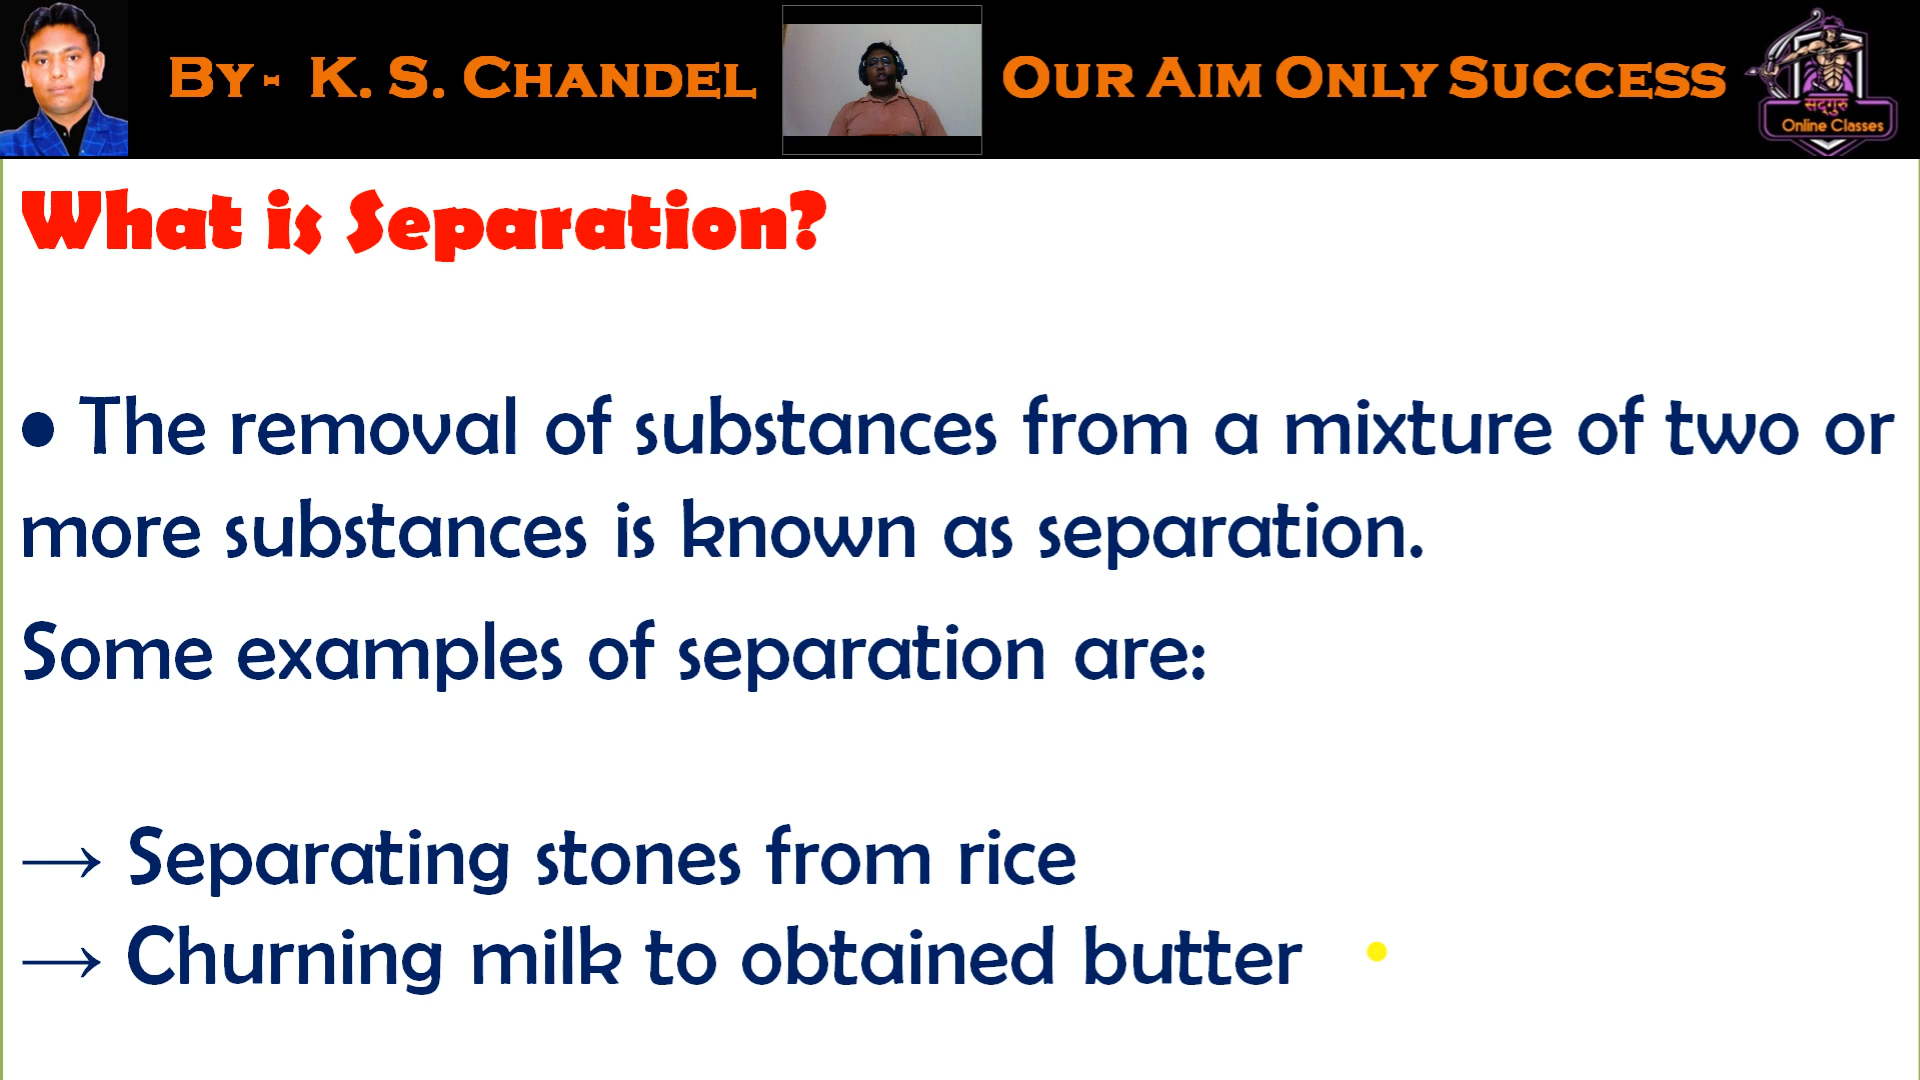 By - K. S. Chandel
Our Aim Only Success
सद्गुरु
Online Classes
What is Separation?
• The removal of substances from a mixture of two or
more substances is known as separation.
Some examples of separation are:
→ Separating stones from rice
→ Churning milk to obtained butter